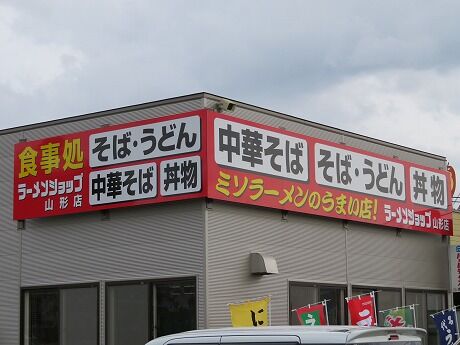 食事処
そば・うどん
ラーメンショップ
山形店
中華そば
丼物
中華そば
そば・うどん
丼物
ミソラーメンのうまい店!
ラーメンショップ 山形店
に